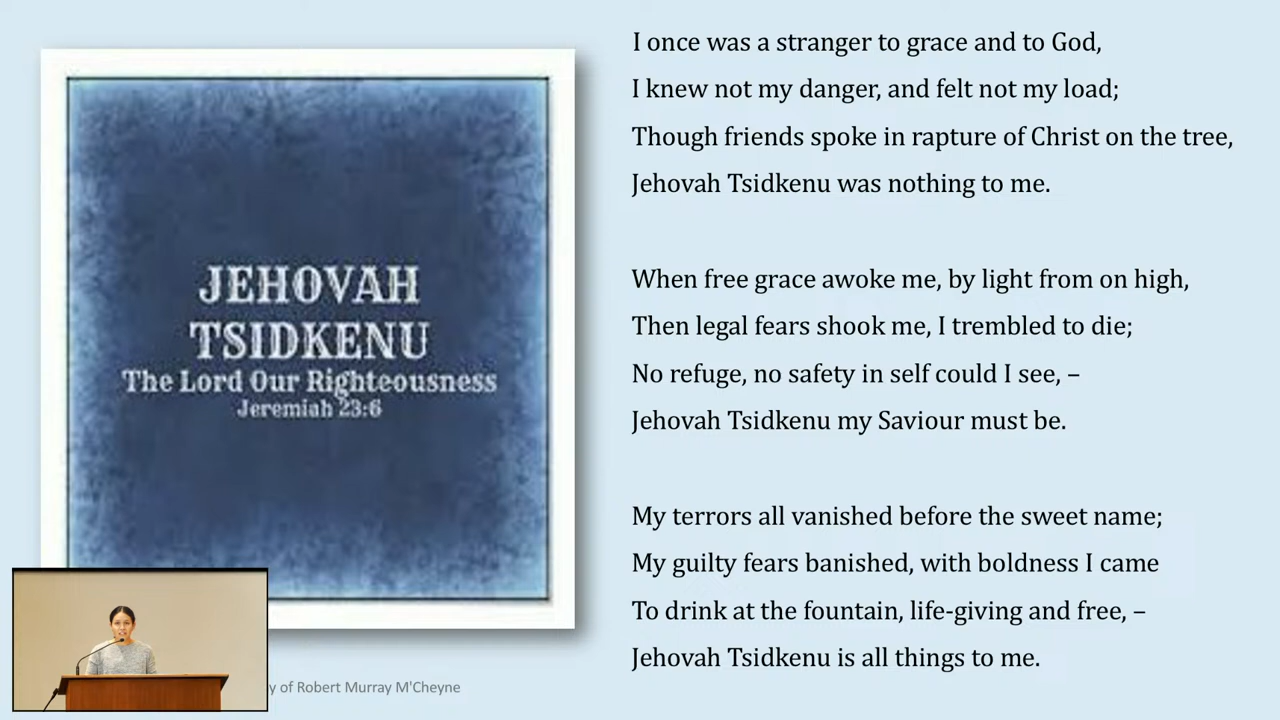 JEHOVAH
TSIDKENU
The Lord Our Righteousness
Jeremiah 23:6
I once was a stranger to grace and to God,
I knew not my danger, and felt not my load;
Though friends spoke in rapture of Christ on the tree,
Jehovah Tsidkenu was nothing to me.
When free grace awoke me, by light from on high,
Then legal fears shook me, I trembled to die;
No refuge, no safety in self could I see, –
Jehovah Tsidkenu my Saviour must be.
My terrors all vanished before the sweet name;
My guilty fears banished, with boldness I came
To drink at the fountain, life-giving and free, –
Jehovah Tsidkenu is all things to me.
of Robert Murray M'Cheyne